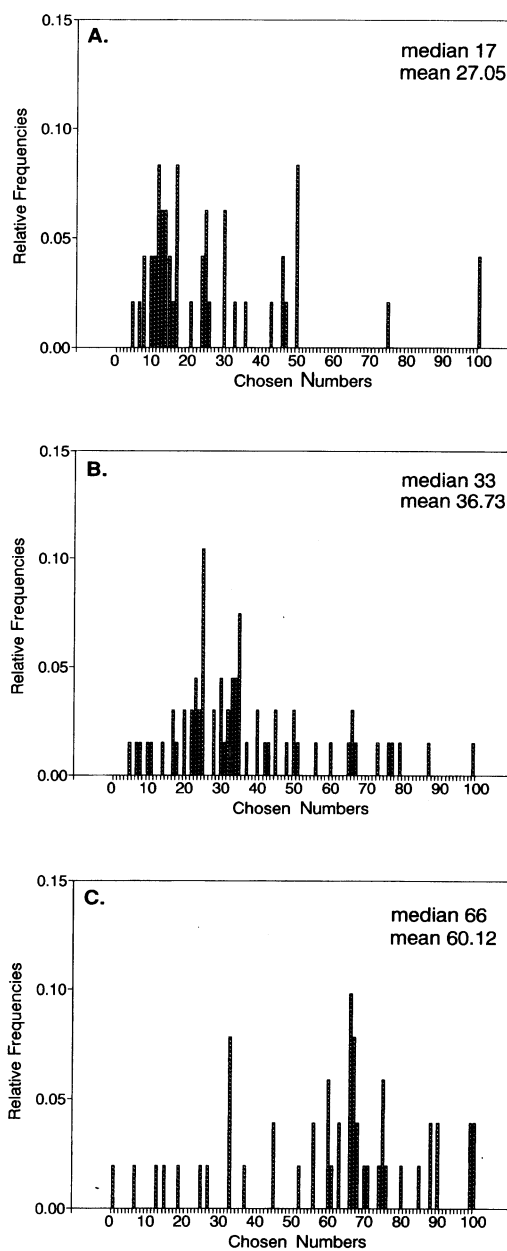 A.
median 17
mean 27.05
0.15
0.10
0.05
0.00
Relative Frequencies
0 10 20 30 40 50 60 70 80 90 100
Chosen Numbers
B.
median 33
mean 36.73
0.15
0.10
0.05
0.00
Relative Frequencies
0 10 20 30 40 50 60 70 80 90 100
Chosen Numbers
C.
median 66
mean 60.12
0.15
0.10
0.05
0.00
Relative Frequencies
0 10 20 30 40 50 60 70 80 90 100
Chosen Numbers